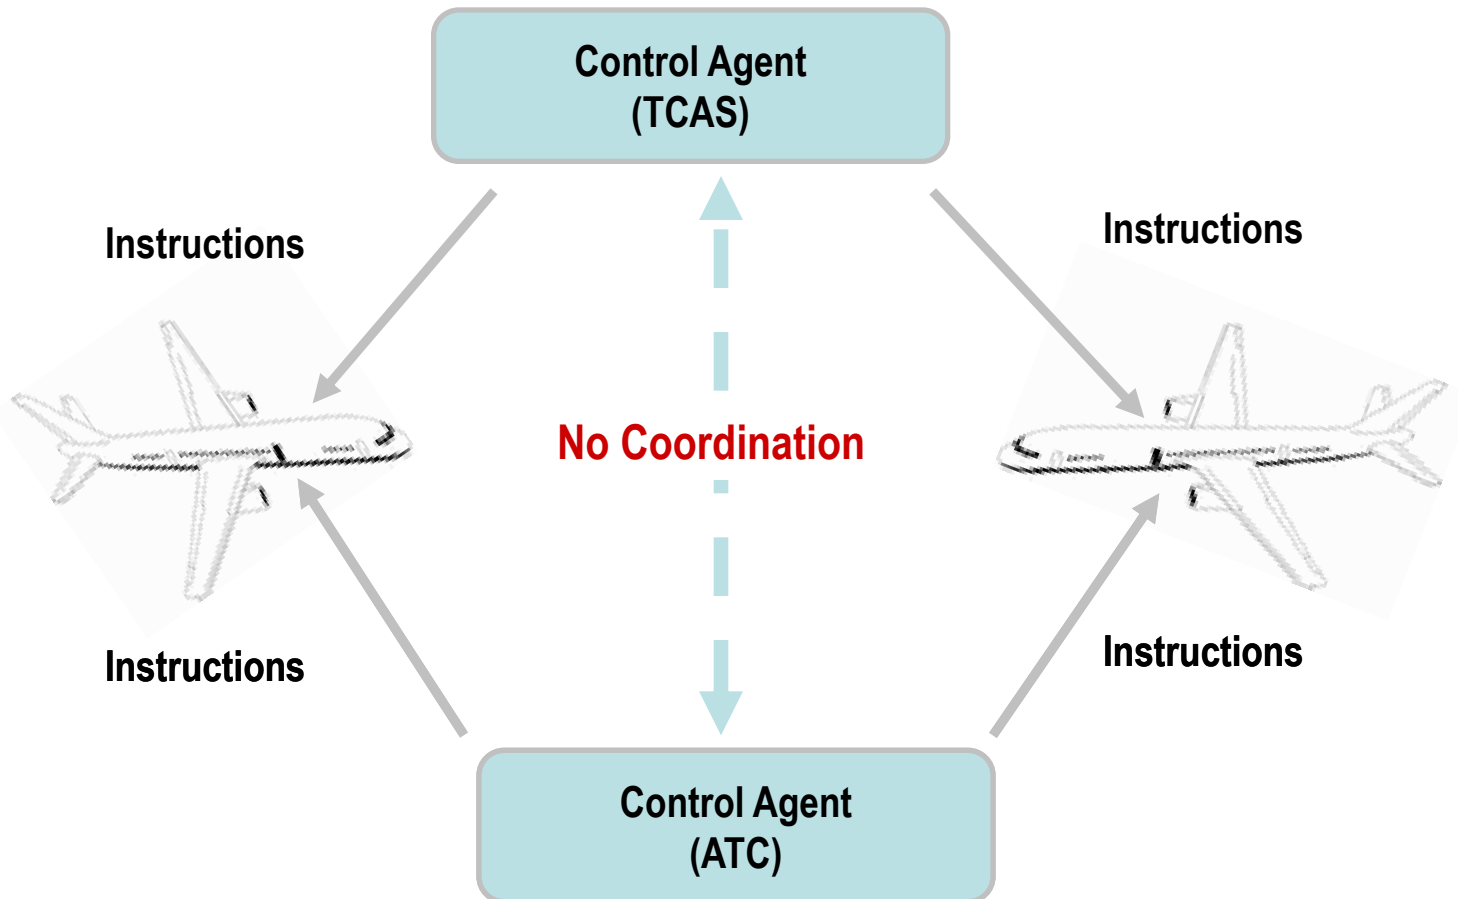 Control Agent
(TCAS)
Instructions
Instructions
No Coordination
Instructions
Instructions
Control Agent
(ATC)